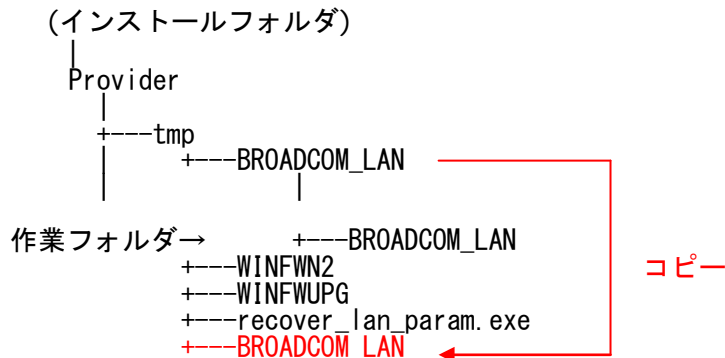 (インストールフォルダ)
|
Provider
|
+---tmp
| +---BROADCOM_LAN
| |
作業フォルダ→ +---BROADCOM_LAN
+---WINFWN2
コピー
+---WINFWUPG
+---recover_lan_param.exe
+---BROADCOM_LAN